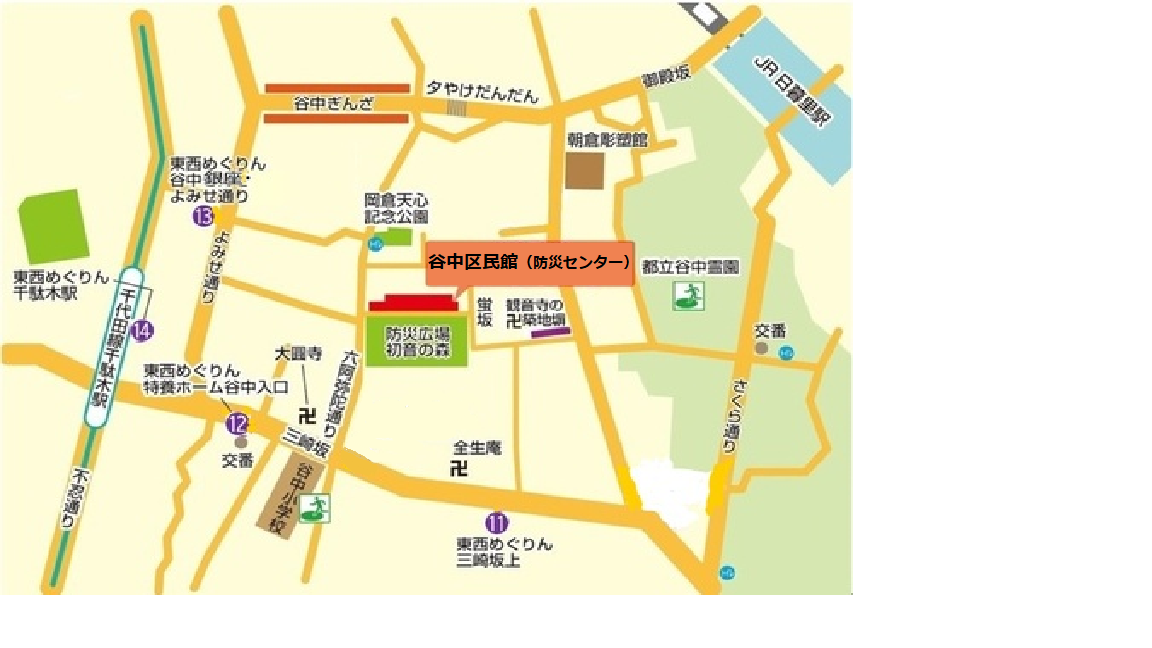 JR日暮里駅
御殿坂
夕やけだんだん
谷中ぎんざ
朝倉彫塑館
東西めぐりん
谷中銀座・
よみせ通り
13
岡倉天心
記念公園
よみせ通り
谷中区民館（防災センター）
都立谷中霊園
東西めぐりん
千駄木駅
14
千代田線千駄木駅
蛍坂
観音寺の
卍築地塀
防災広場
初音の森
交番
大圓寺
卍
六阿弥陀通り
東西めぐりん
特養ホーム谷中入口
12
交番
三崎坂
さくら通り
全生庵
卍
谷中小学校
不忍通り
11
東西めぐりん
三崎坂上